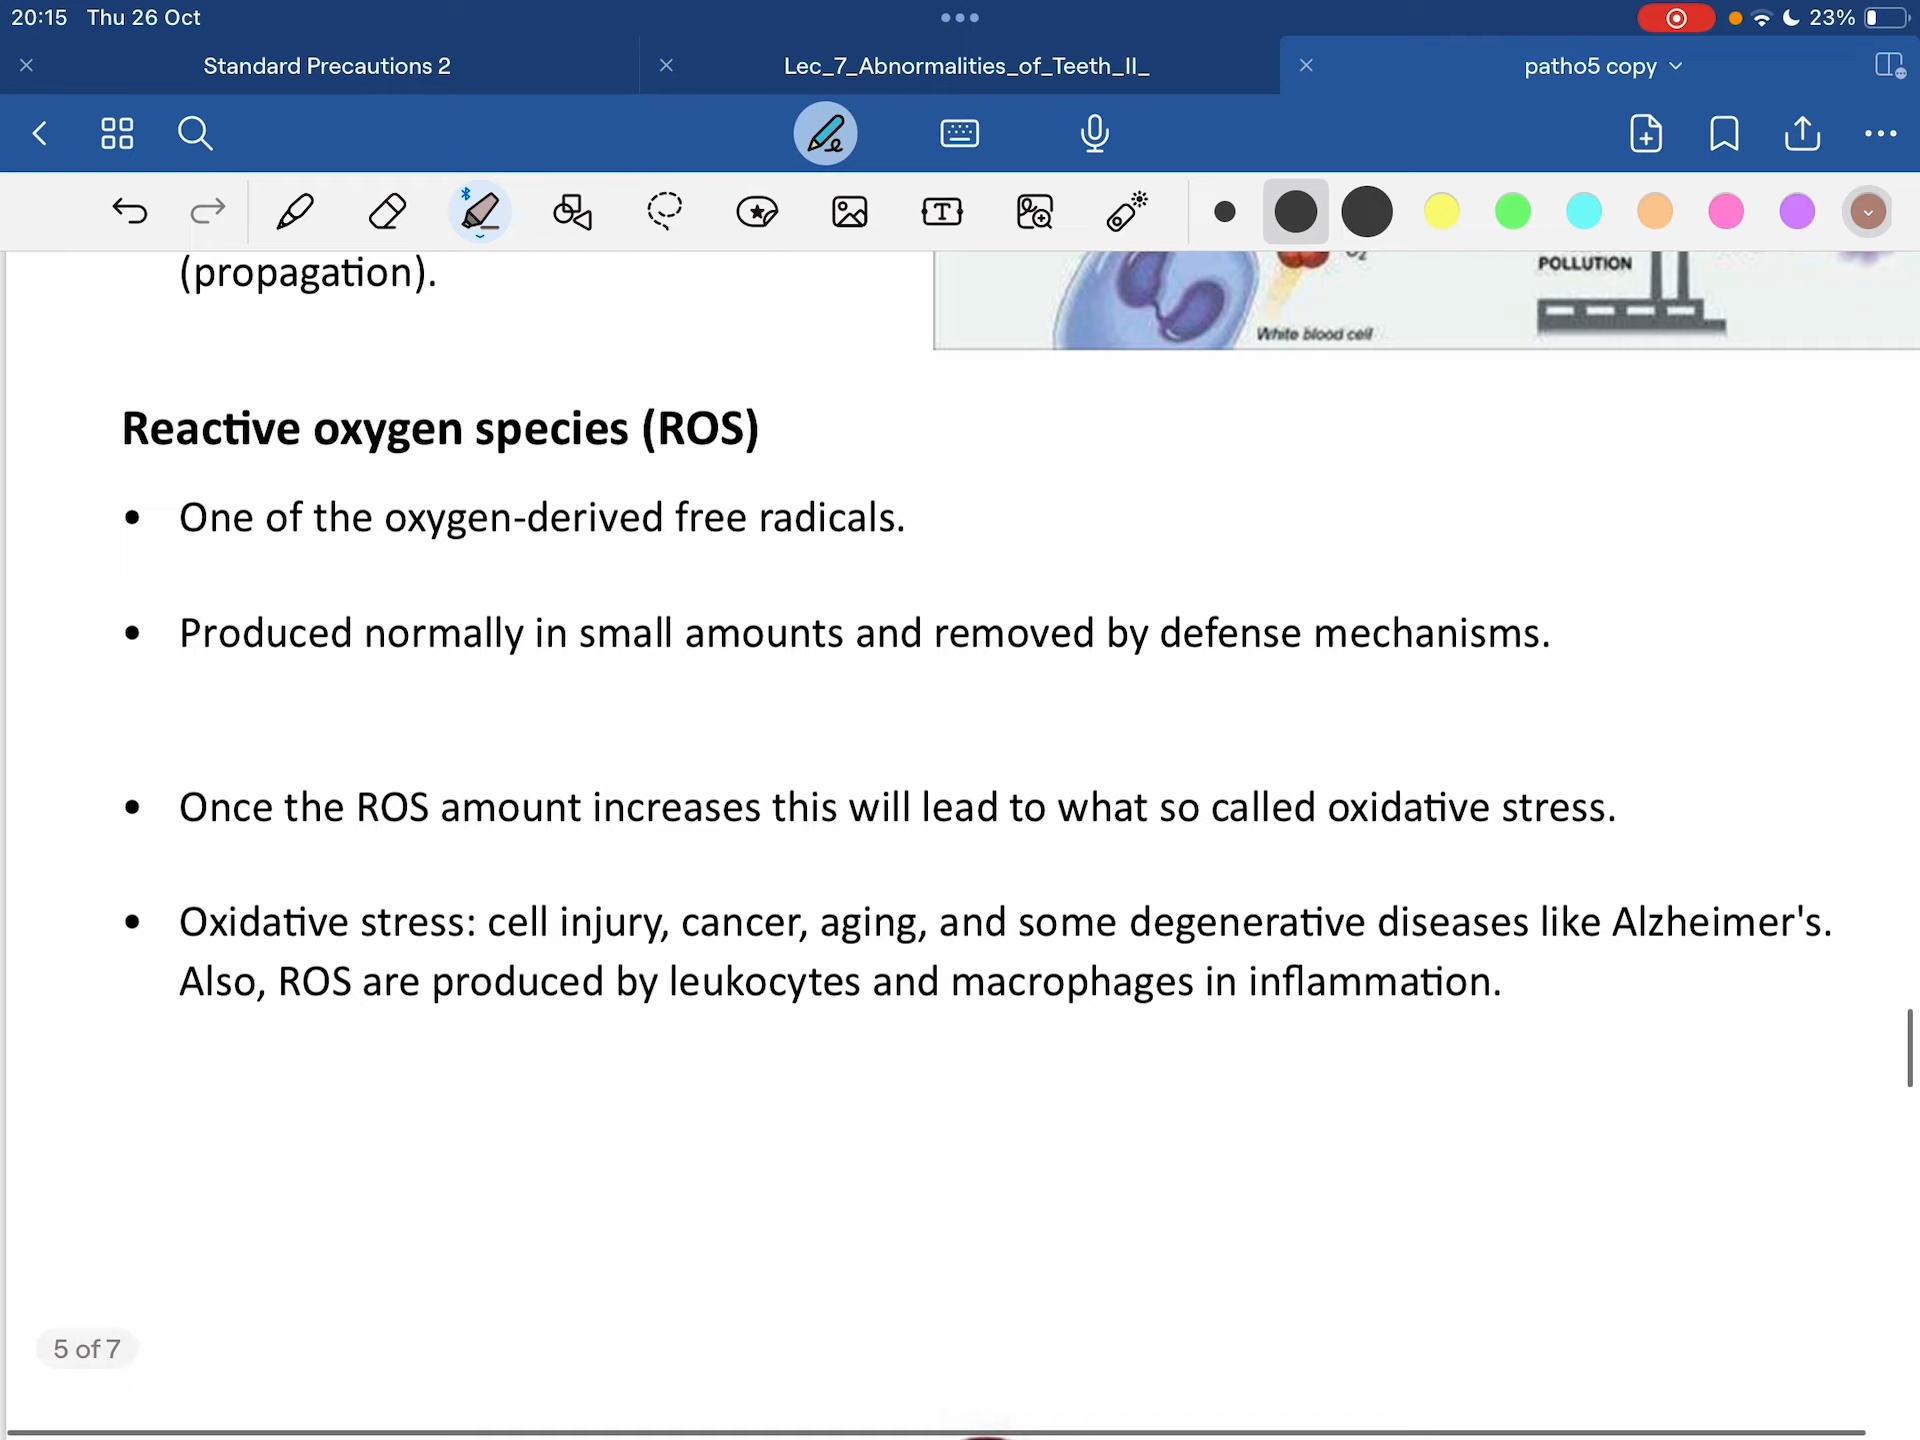 20:15 Thu 26 Oct
23%
Standard Precautions 2
Lec_7_Abnormalities_of_Teeth_II_
patho5 copy
(propagation).
O2
POLLUTION
White blood cell
Reactive oxygen species (ROS)
• One of the oxygen-derived free radicals.
• Produced normally in small amounts and removed by defense mechanisms.
• Once the ROS amount increases this will lead to what so called oxidative stress.
• Oxidative stress: cell injury, cancer, aging, and some degenerative diseases like Alzheimer's.
Also, ROS are produced by leukocytes and macrophages in inflammation.
5 of 7